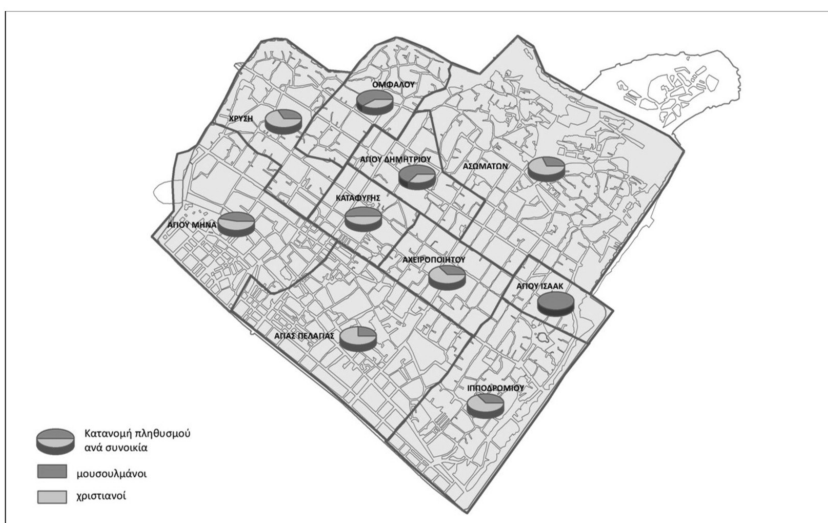 ΟΜΦΑΛΟΥ
ΧΡΥΣΗ
ΑΓΙΟΥ ΔΗΜΗΤΡΙΟΥ
ΑΣΩΜΑΤΩΝ
ΚΑΤΑΦΥΓΗΣ
ΑΓΙΟΥ ΜΗΝΑ
ΑΧΕΙΡΟΠΟΙΗΤΟΥ
ΑΓΙΟΥ ΙΣΑΑΚ
ΑΓΙΑΣ ΠΕΛΑΓΙΑΣ
ΙΠΠΟΔΡΟΜΙΟΥ
Κατανομή πληθυσμού
ανά συνοικία
μουσουλμάνοι
χριστιανοί